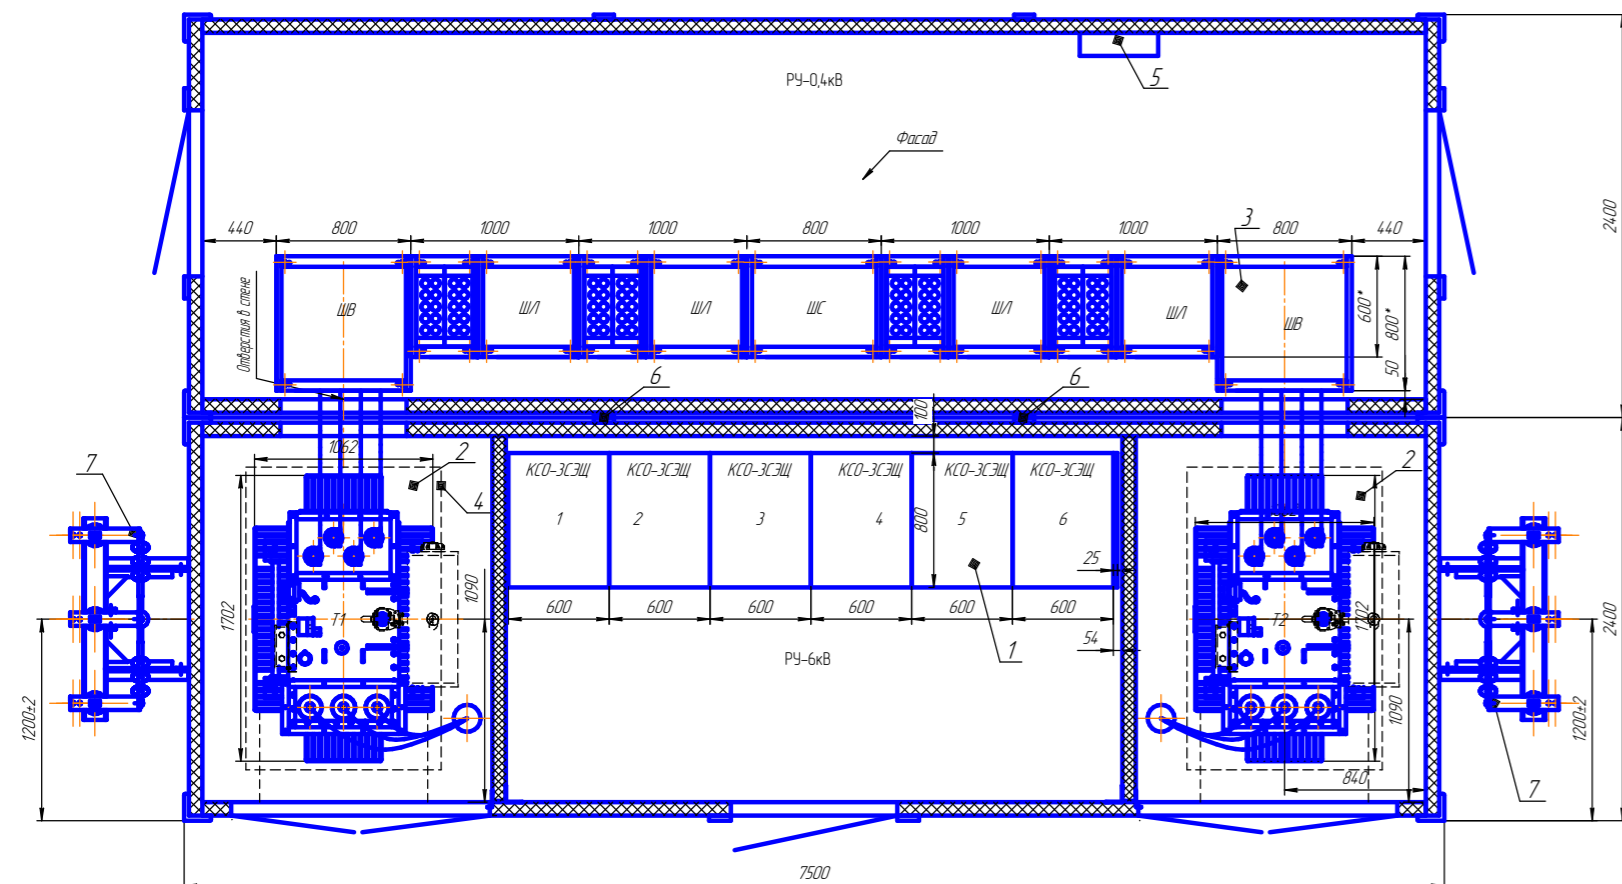 РУ-0,4кВ
5
Фасад
2400
440
800
1000
1000
800
1000
1000
800
440
3
Отверстия в стене
ШВ
ШЛ
ШЛ
ШС
ШЛ
ШЛ
ШВ
600*
800*
50
6
100
6
1062
2
4
7
КСО-3СЭЩ
КСО-3СЭЩ
КСО-3СЭЩ
КСО-3СЭЩ
КСО-3СЭЩ
КСО-3СЭЩ
1
2
3
4
5
6
800
2
25
1702
Т1
1090
600
600
600
600
600
600
54
1
РУ-6кВ
Т2
1702
1090
840
1200±2
1200±2
2400
7
7500